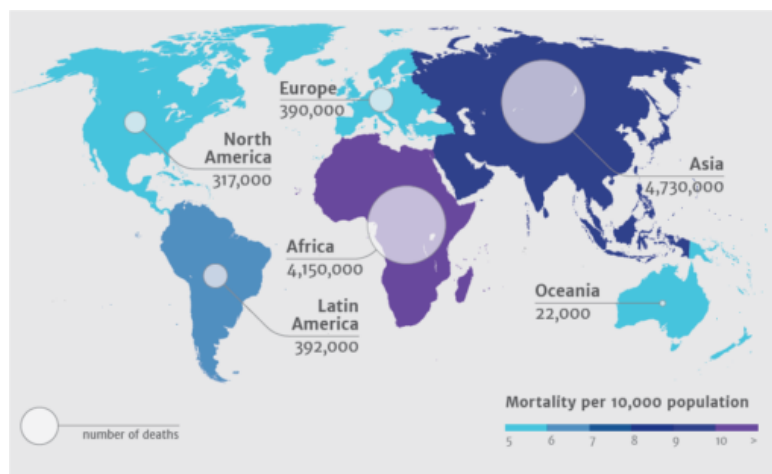 Europe
390,000
North
America
317,000
Asia
4,730,000
Africa
4,150,000
Latin
America
392,000
Oceania
22,000
number of deaths
Mortality per 10,000 population
5 6 7 8 9 10 >